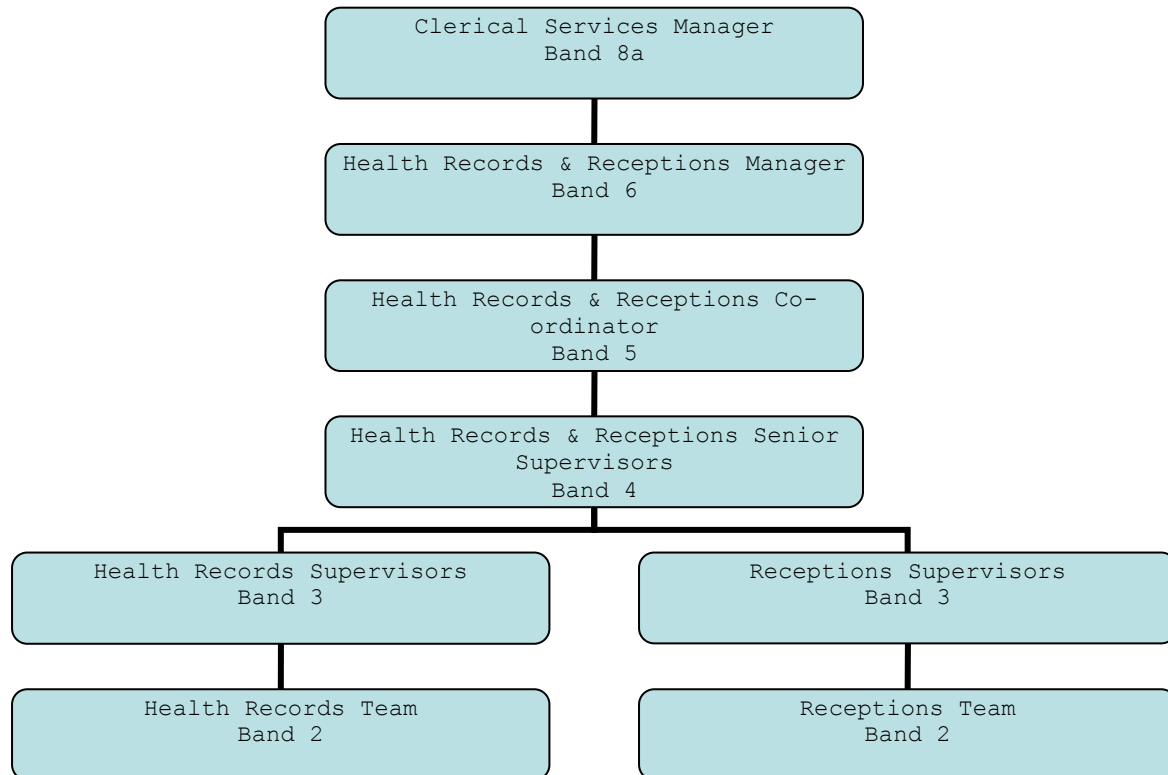 Clerical Services Manager
Band 8a
Health Records & Receptions Manager
Band 6
Health Records & Receptions Co-
ordinator
Band 5
Health Records & Receptions Senior
Supervisors
Band 4
Health Records Supervisors
Band 3
Receptions Supervisors
Band 3
Health Records Team
Band 2
Receptions Team
Band 2